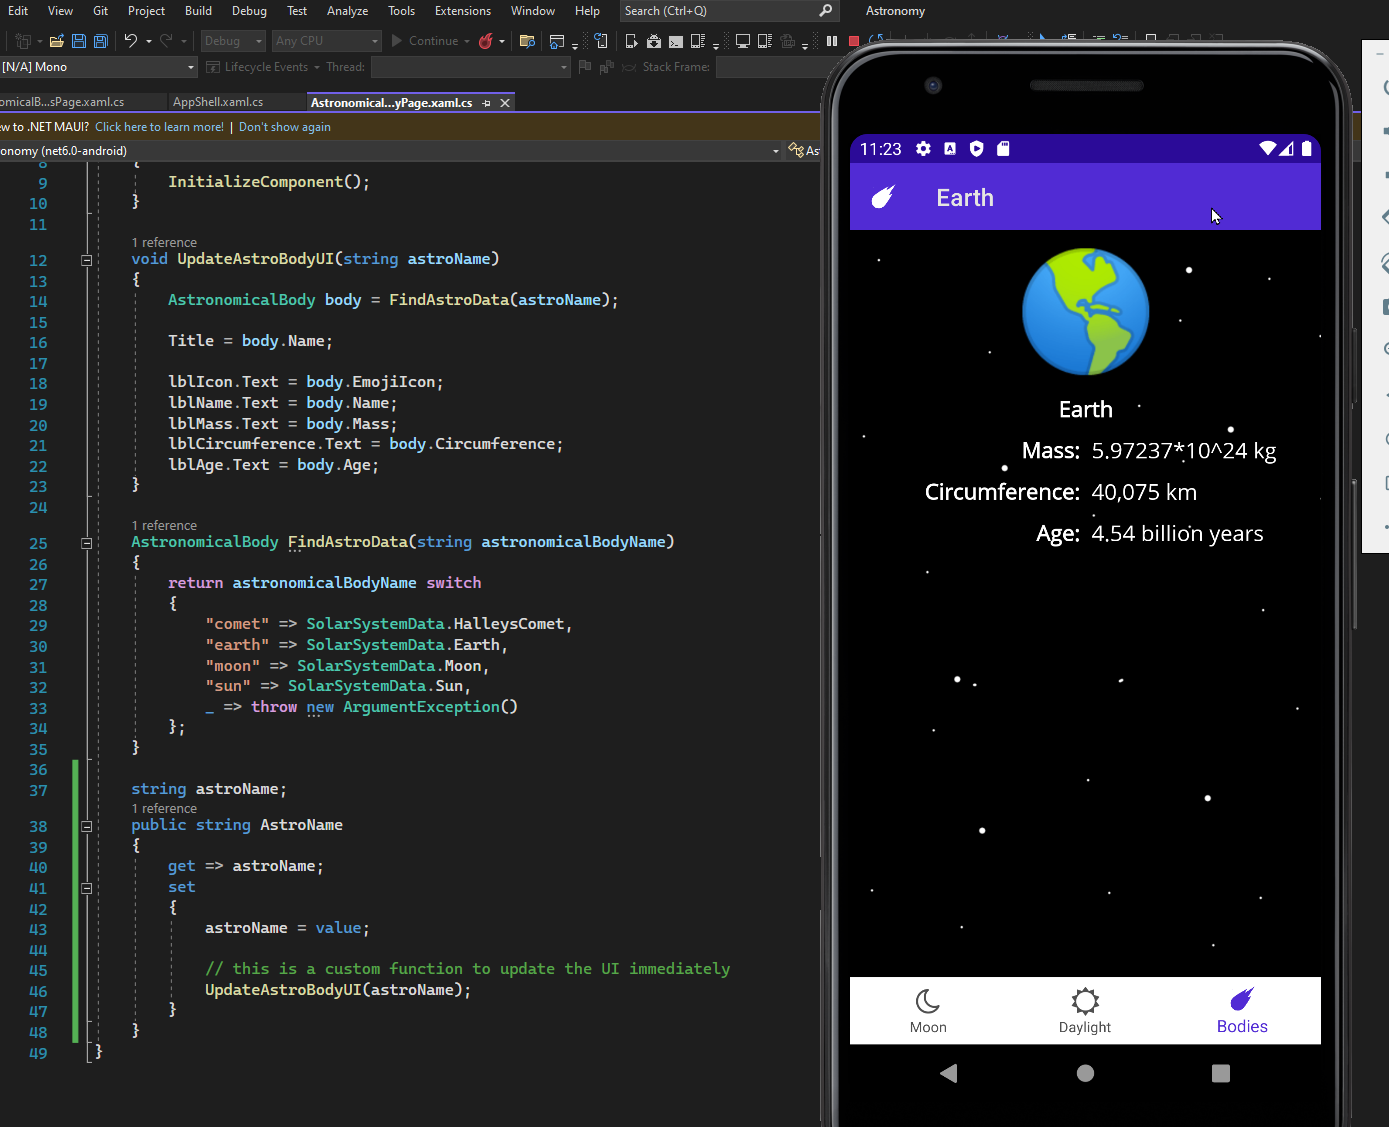 Edit View Git Project Build Debug Test Analyze Tools Extensions Window Help Search (Ctrl+Q) Astronomy
Debug Any CPU Continue
[N/A] Mono Lifecycle Events Thread: Stack Frame:
omicalB...sPage.xaml.cs AppShell.xaml.cs Astronomical...yPage.xaml.cs
ew to .NET MAUI? Click here to learn more! | Don't show again
onomy (net6.0-android) As
8 {
9 InitializeComponent();
10 }
11
1 reference
12 void UpdateAstroBodyUI(string astroName)
13 {
14 AstronomicalBody body = FindAstroData(astroName);
15
16 Title = body.Name;
17
18 lblIcon.Text = body.EmojiIcon;
19 lblName.Text = body.Name;
20 lblMass.Text = body.Mass;
21 lblCircumference.Text = body.Circumference;
22 lblAge.Text = body.Age;
23 }
24
1 reference
25 AstronomicalBody FindAstroData(string astronomicalBodyName)
26 {
27 return astronomicalBodyName switch
28 {
29 "comet" => SolarSystemData.HalleysComet,
30 "earth" => SolarSystemData.Earth,
31 "moon" => SolarSystemData.Moon,
32 "sun" => SolarSystemData.Sun,
33 _ => throw new ArgumentException()
34 };
35 }
36
37 string astroName;
1 reference
38 public string AstroName
39 {
40 get => astroName;
41 set
42 {
43 astroName = value;
44
45 // this is a custom function to update the UI immediately
46 UpdateAstroBodyUI(astroName);
47 }
48 }
49 }
11:23
Earth
Earth
Mass: 5.97237*10^24 kg
Circumference: 40,075 km
Age: 4.54 billion years
Moon Daylight Bodies